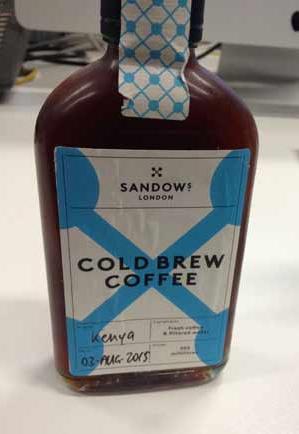 SANDOWS
LONDON
COLD BREW
COFFEE
Kenya
Fresh coffee
& filtered water
03-AUG-2015